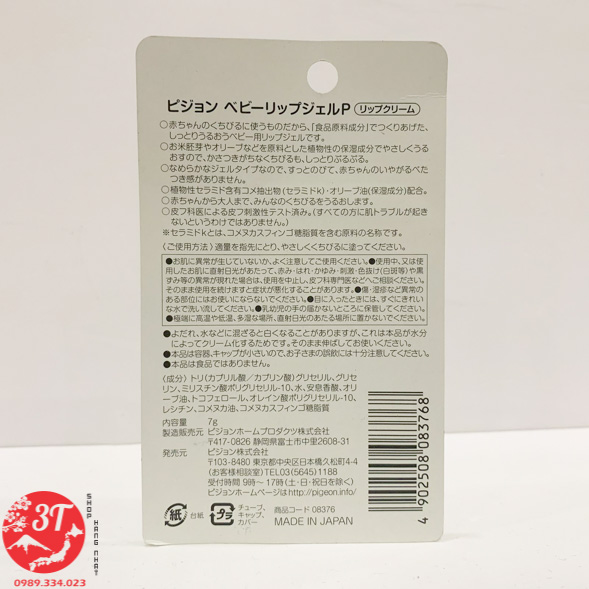 ピジョン ベビーリップジェルP リップクリーム
○赤ちゃんのくちびるに使うものだから、「食品原料成分」でつくりあげた、
しっとりうるおうベビー用リップジェルです。
○お米胚芽やオリーブなどを原料とした植物性の保湿成分でやさしくうる
おすので、かさつきがちなくちびるも、しっとりぷるぷる。
○なめらかなジェルタイプなので、すっとのびて、赤ちゃんのいやがるべた
つき感がありません。
○植物性セラミド含有コメ抽出物(セラミドk)・オリーブ油(保湿成分)配合。
○赤ちゃんから大人まで、みんなのくちびるをうるおします。
○皮フ科医による皮フ刺激性テスト済み。(すべての方に肌トラブルが起き
ないというわけではありません。)
※セラミドkとは、コメヌカスフィンゴ糖脂質を含む原料の名称です。
〈ご使用方法〉適量を指先にとり、やさしくくちびるに塗ってください。
●お肌に異常が生じていないか、よく注意してご使用ください。●使用中、又は使
用したお肌に直射日光があたって、赤み・はれ・かゆみ・刺激・色抜け(白斑等)や黒
ずみ等の異常が現れた場合は、使用を中止し、皮フ科専門医などへご相談ください。
そのまま使用を続けますと症状が悪化することがあります。●傷・湿疹など異常の
ある部位にはお使いにならないでください。●目に入ったときには、すぐにきれい
な水で洗い流してください。●乳幼児の手の届かないところに保管してください。
●極端に高温や低温、多湿な場所、直射日光のあたる場所に置かないでください。
●よだれ、水などに混ざると白くなることがありますが、これは本品が水分
によってクリーム化するためです。そのまま伸ばしてお使いください。
●本品は容器、キャップが小さいので、お子さまの誤飲には十分注意してください。
●本品は食品ではありません。
〈成分〉トリ(カプリル酸/カプリン酸)グリセリル、グリセ
リン、ミリスチン酸ポリグリセリル-10、水、安息香酸、オリ
ーブ油、トコフェロール、オレイン酸ポリグリセリル-10、
レシチン、コメヌカ油、コメヌカスフィンゴ糖脂質
内容量 7g
製造販売元 ピジョンホームプロダクツ株式会社
〒417-0826 静岡県富士市中里2608-31
発売元 ピジョン株式会社
〒103-8480 東京都中央区日本橋久松町4-4
(お客様相談室)TEL03(5645)1188
受付時間 9時～17時(土・日・祝日を除く)
ピジョンホームページはhttp://pigeon.info/
紙 台紙 プラ チューブ、
キャップ、
カバー
商品コード 08376
MADE IN JAPAN
4 902508 083768
3T
SHOP HANG NHAT
0989.334.023